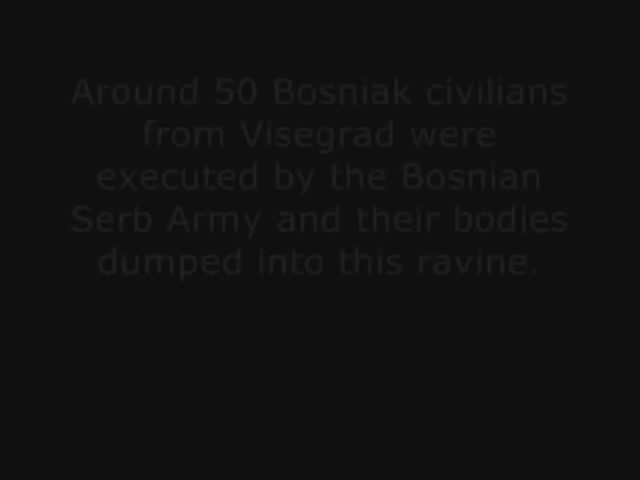 Around 50 Bosniak civilians
from Visegrad were
executed by the Bosnian
Serb Army and their bodies
dumped into this ravine.